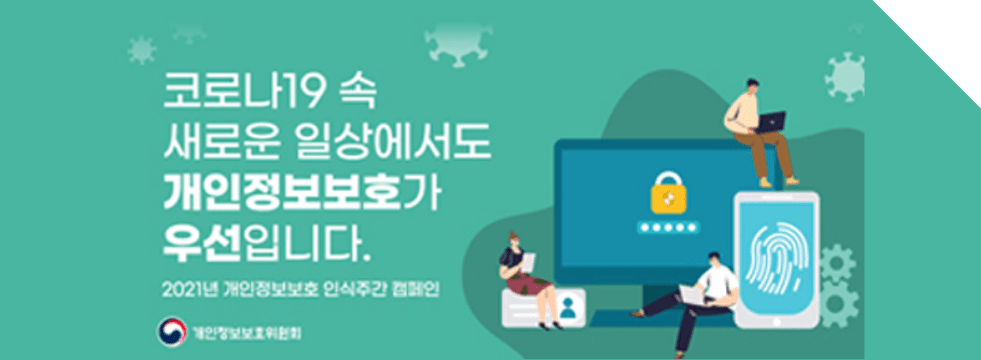 코로나19 속
새로운 일상에서도
개인정보보호가
우선입니다.
2021년 개인정보보호 인식주간 캠페인
개인정보보호위원회